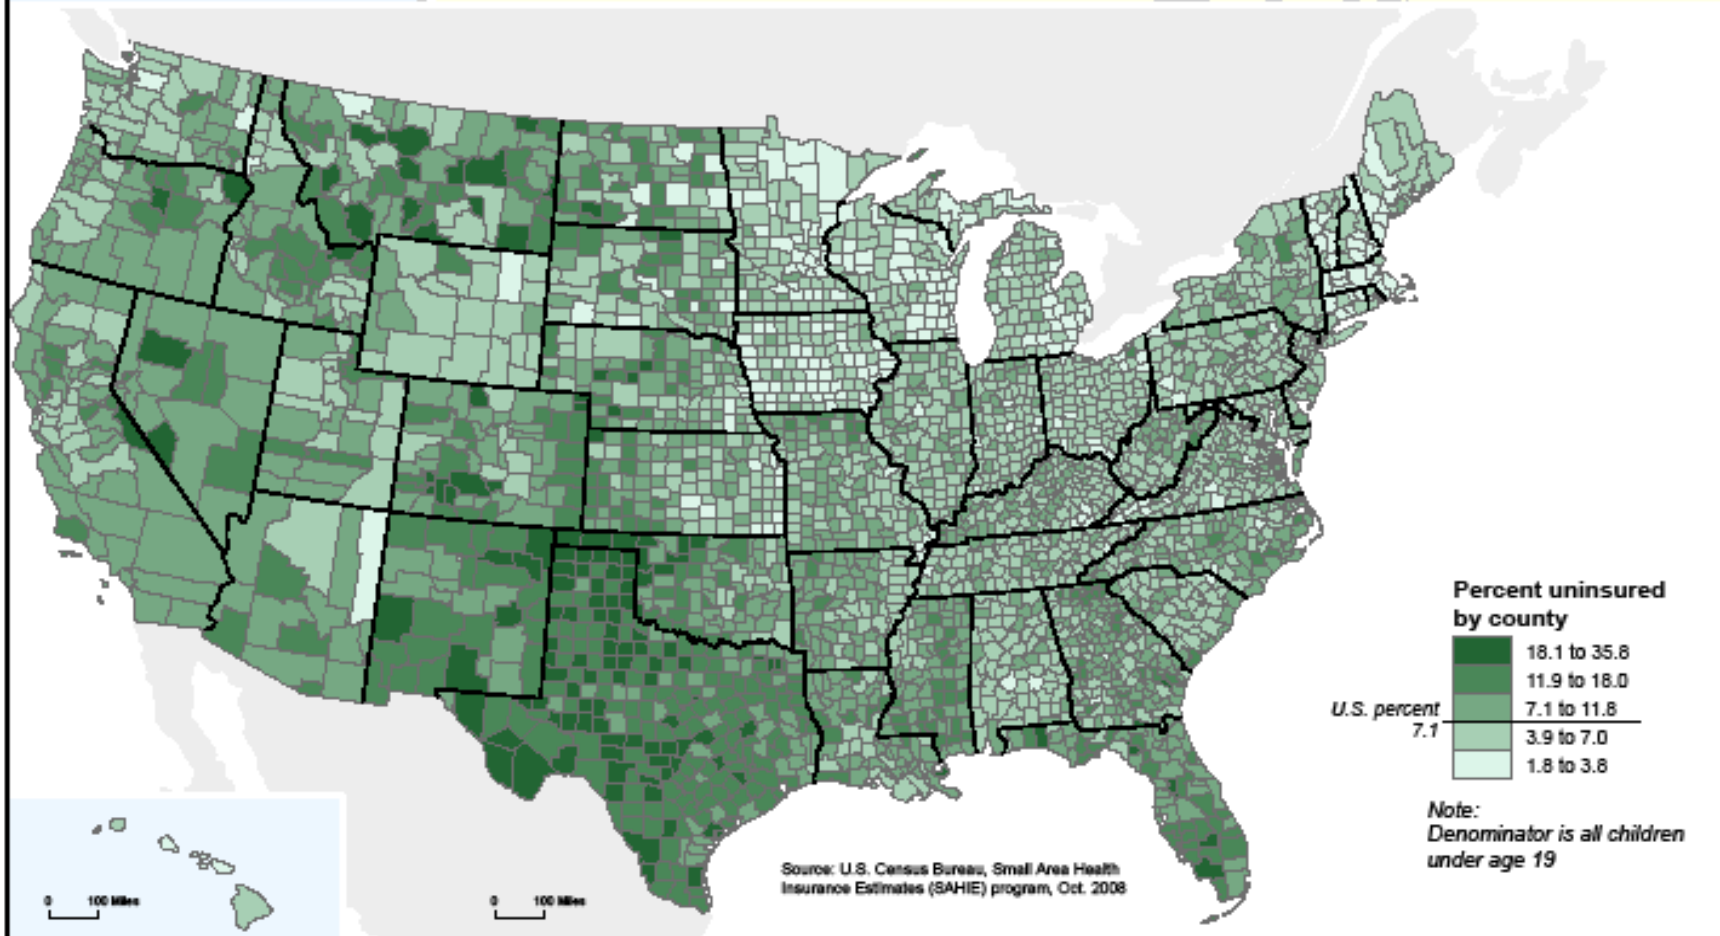 Percent uninsured
by county
18.1 to 35.8
11.9 to 18.0
U.S. percent
7.1
7.1 to 11.8
3.9 to 7.0
1.8 to 3.8
Note:
Denominator is all children
under age 19
Source: U.S. Census Bureau, Small Area Health
Insurance Estimates (SAHIE) program, Oct. 2008
0 100 Miles
0 100 Miles